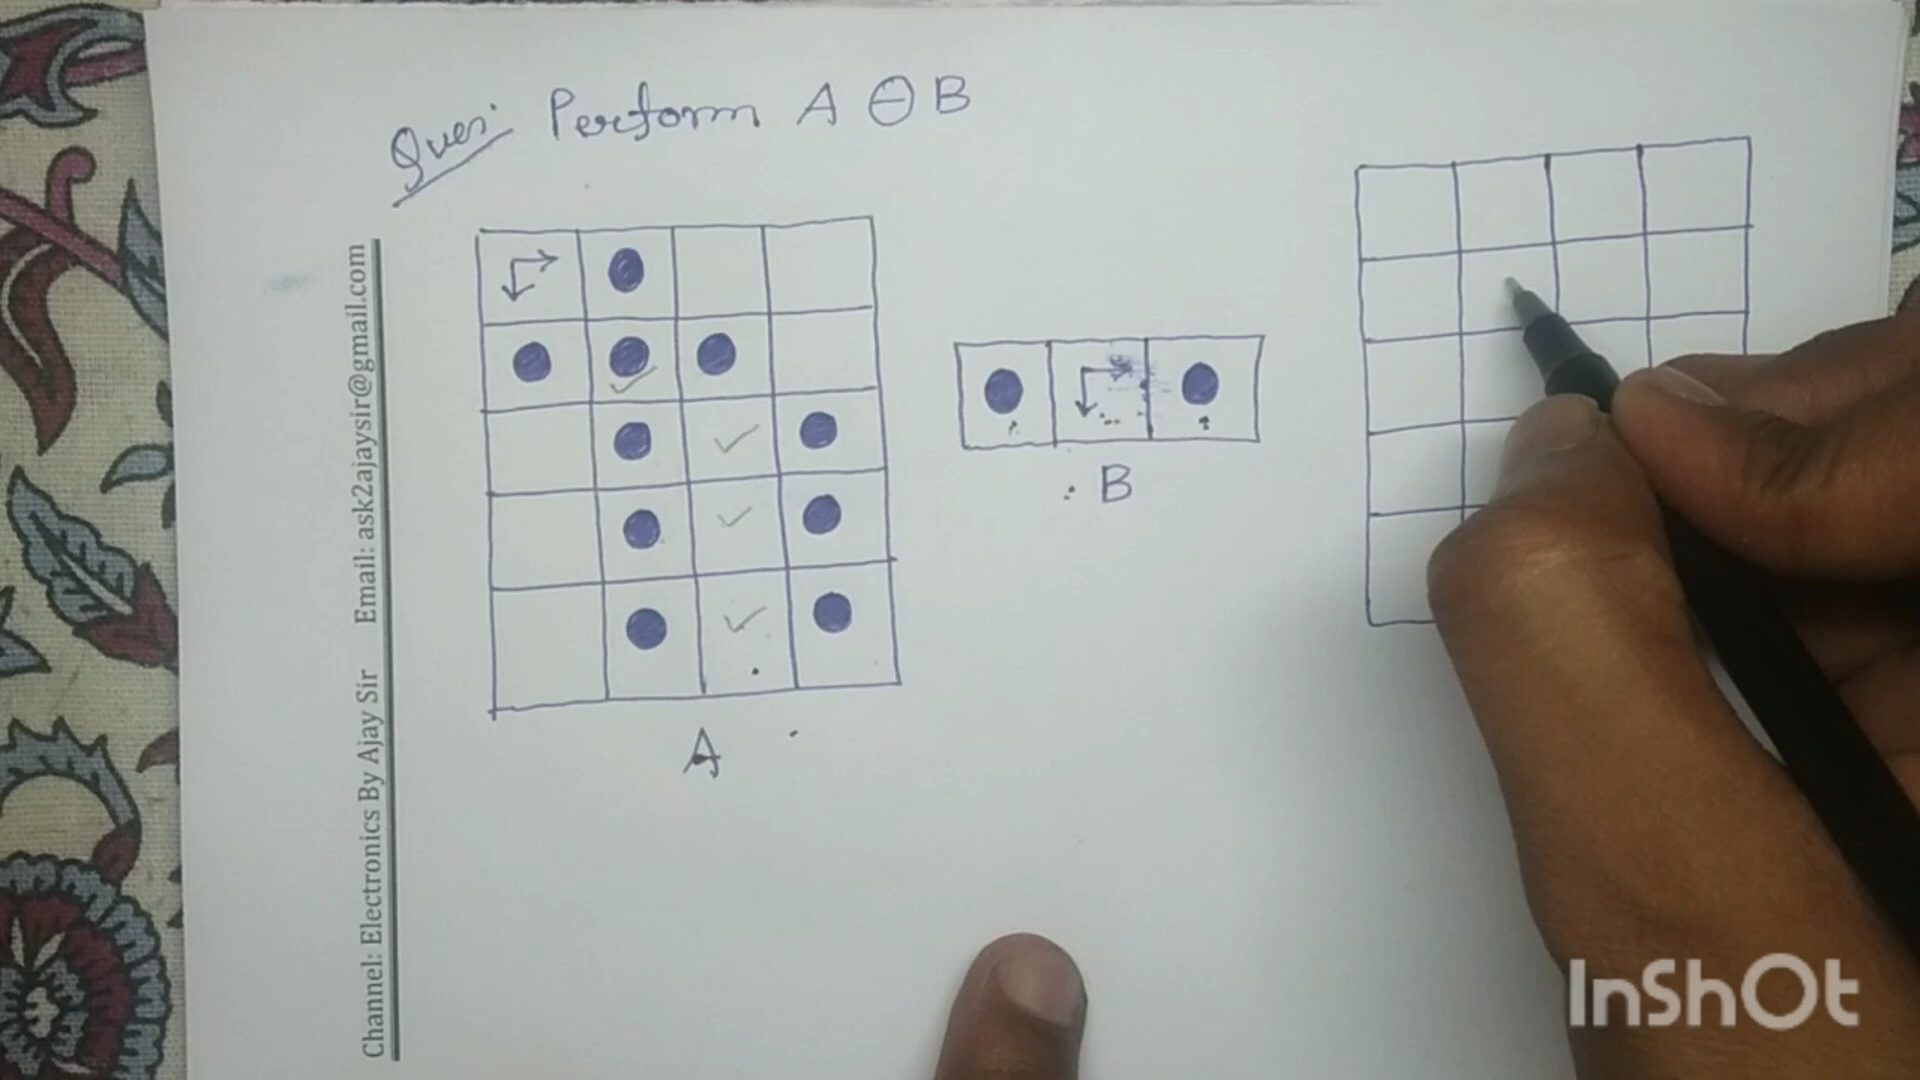 Ques. Perform A ⊖ B
B
A
Channel: Electronics By Ajay Sir Email: ask2ajaysir@gmail.com
InShOt